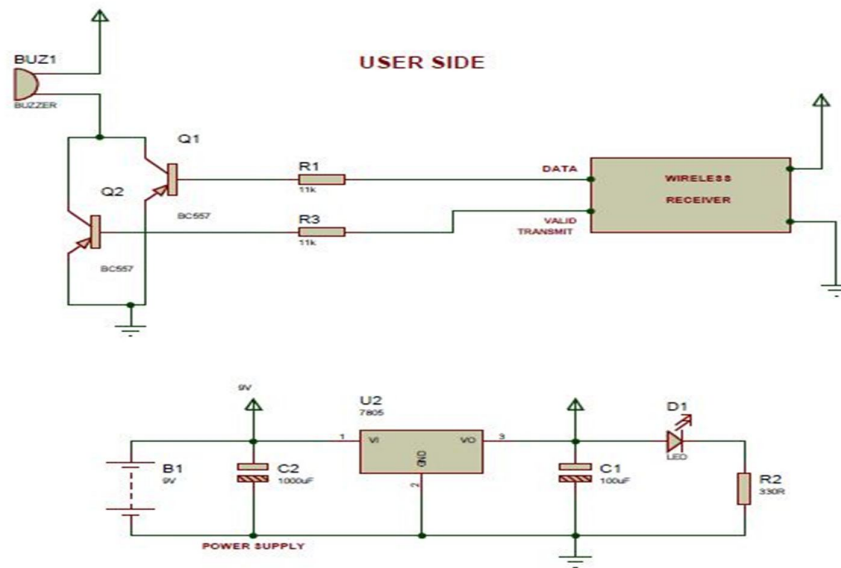 BUZ1
BUZZER
USER SIDE
Q1
Q2
BC557
BC557
R1
11k
R3
11k
DATA
VALID
TRANSMIT
WIRELESS
RECEIVER
9V
B1
9V
C2
1000uF
U2
7805
1
VI
VO
3
GND
2
C1
100uF
D1
LED
R2
330R
POWER SUPPLY